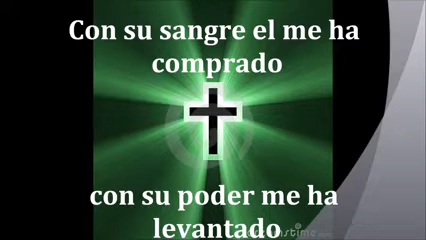 Con su sangre el me ha
comprado
con su poder me ha
levantado